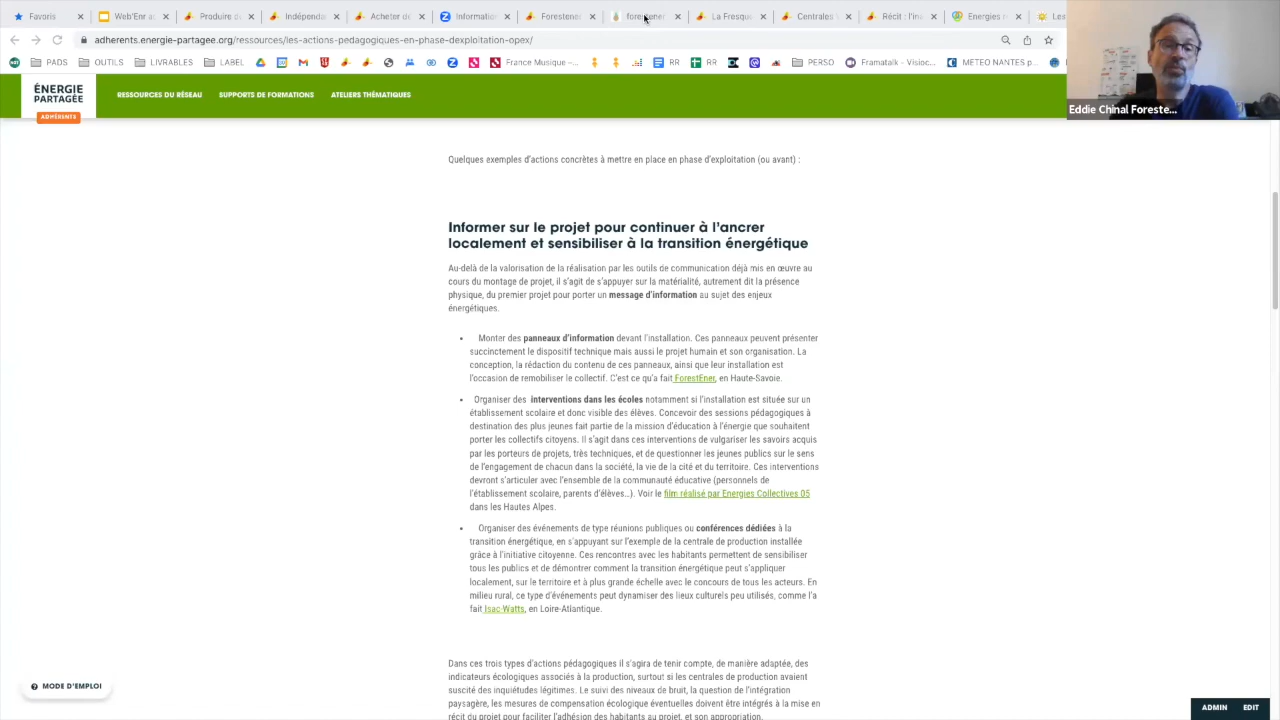 Favoris
Web'Enr a
Produire d
Indépendan
Acheter de
Information
Forestener
forestener
La Fresque
Centrales V
Récit : l'inv
Energies r
Les
adherents.energie-partagee.org/ressources/les-actions-pedagogiques-en-phase-dexploitation-opex/
PADS
OUTILS
LIVRABLES
LABEL
France Musique –...
RR
RR
PERSO
Framatalk - Visioc...
METEO NANTES p...
Eddie Chinal Foreste...
ÉNERGIE
PARTAGÉE
ADHÉRENTS
RESSOURCES DU RÉSEAU
SUPPORTS DE FORMATIONS
ATELIERS THÉMATIQUES
Quelques exemples d'actions concrètes à mettre en place en phase d'exploitation (ou avant) :
Informer sur le projet pour continuer à l'ancrer
localement et sensibiliser à la transition énergétique
Au-delà de la valorisation de la réalisation par les outils de communication déjà mis en œuvre au
cours du montage de projet, il s'agit de s'appuyer sur la matérialité, autrement dit la présence
physique, du premier projet pour porter un message d'information au sujet des enjeux
énergétiques.
• Monter des panneaux d'information devant l'installation. Ces panneaux peuvent présenter
succinctement le dispositif technique mais aussi le projet humain et son organisation. La
conception, la rédaction du contenu de ces panneaux, ainsi que leur installation est
l'occasion de remobiliser le collectif. C'est ce qu'a fait ForestEner, en Haute-Savoie.
• Organiser des interventions dans les écoles notamment si l'installation est située sur un
établissement scolaire et donc visible des élèves. Concevoir des sessions pédagogiques à
destination des plus jeunes fait partie de la mission d'éducation à l'énergie que souhaitent
porter les collectifs citoyens. Il s'agit dans ces interventions de vulgariser les savoirs acquis
par les porteurs de projets, très techniques, et de questionner les jeunes publics sur le sens
de l'engagement de chacun dans la société, la vie de la cité et du territoire. Ces interventions
devront s'articuler avec l'ensemble de la communauté éducative (personnels de
l'établissement scolaire, parents d'élèves...). Voir le film réalisé par Energies Collectives 05
dans les Hautes Alpes.
• Organiser des événements de type réunions publiques ou conférences dédiées à la
transition énergétique, en s'appuyant sur l'exemple de la centrale de production installée
grâce à l'initiative citoyenne. Ces rencontres avec les habitants permettent de sensibiliser
tous les publics et de démontrer comment la transition énergétique peut s'appliquer
localement, sur le territoire et à plus grande échelle avec le concours de tous les acteurs. En
milieu rural, ce type d'événements peut dynamiser des lieux culturels peu utilisés, comme l'a
fait Isac-Watts, en Loire-Atlantique.
Dans ces trois types d'actions pédagogiques il s'agira de tenir compte, de manière adaptée, des
indicateurs écologiques associés à la production, surtout si les centrales de production avaient
suscité des inquiétudes légitimes. Le suivi des niveaux de bruit, la question de l'intégration
paysagère, les mesures de compensation écologique éventuelles doivent être intégrés à la mise en
récit du projet pour faciliter l'adhésion des habitants au projet, et son appropriation.
MODE D'EMPLOI
ADMIN
EDIT